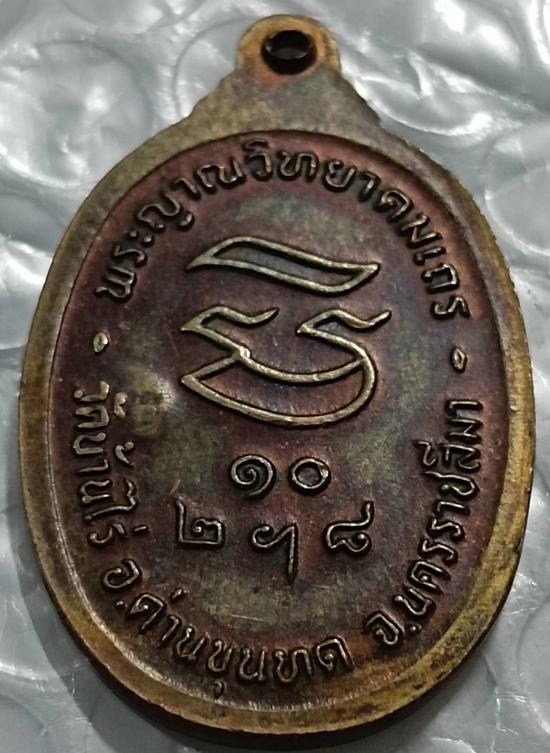 พระญาณวิทยาคมเถร
๑๐
๒ ๗ ๘
วัดบ้านไร่ อ.ด่านขุนทด จ.นครราชสีมา